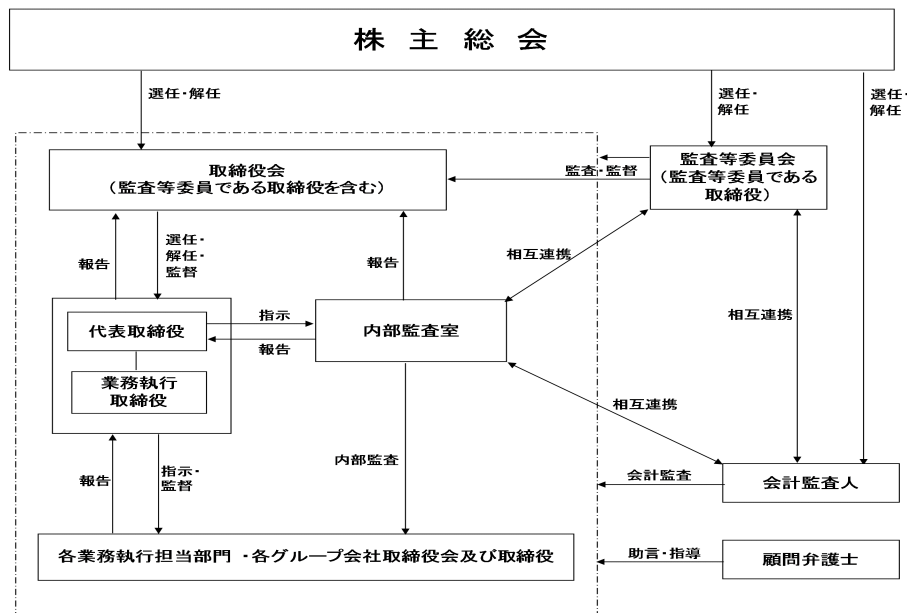 株主総会
選任・解任
選任・
解任
選任・
解任
取締役会
（監査等委員である取締役を含む）
監査・監督
監査等委員会
（監査等委員である
取締役）
報告
選任・
解任・
監督
報告
相互連携
相互連携
代表取締役
指示
報告
内部監査室
業務執行
取締役
相互連携
報告
指示・
監督
内部監査
会計監査
会計監査人
各業務執行担当部門 ・各グループ会社取締役会及び取締役
助言・指導
顧問弁護士